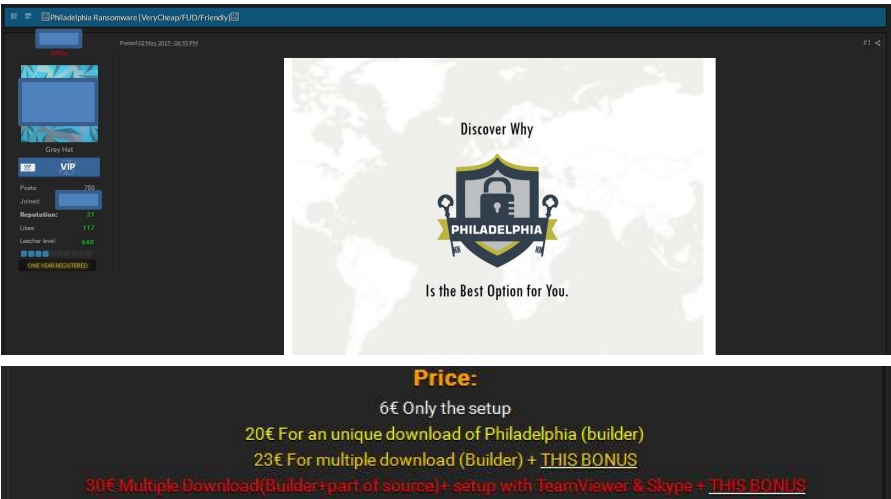 Philadelphia Ransomware [VeryCheap/FUD/Friendly]
Offline
Posted 02 May 2017 - 06:55 PM
#1
Grey Hat
VIP
Posts: 700
Joined:
Reputation: 21
Likes: 117
Leecher level: 649
ONE YEAR REGISTERED
Discover Why
PHILADELPHIA
Is the Best Option for You.
Price:
6€ Only the setup
20€ For an unique download of Philadelphia (builder)
23€ For multiple download (Builder) + THIS BONUS
30€ Multiple Download(Builder+part of source)+ setup with TeamViewer & Skype + THIS BONUS